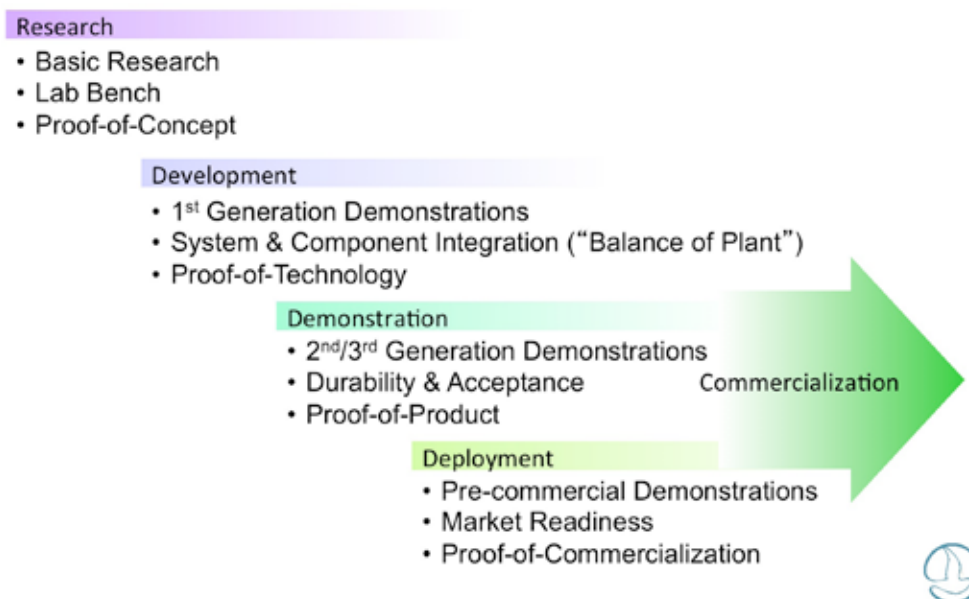 Research
• Basic Research
• Lab Bench
• Proof-of-Concept
Development
• 1st Generation Demonstrations
• System & Component Integration (“Balance of Plant”)
• Proof-of-Technology
Demonstration
• 2nd/3rd Generation Demonstrations
• Durability & Acceptance
• Proof-of-Product
Commercialization
Deployment
• Pre-commercial Demonstrations
• Market Readiness
• Proof-of-Commercialization